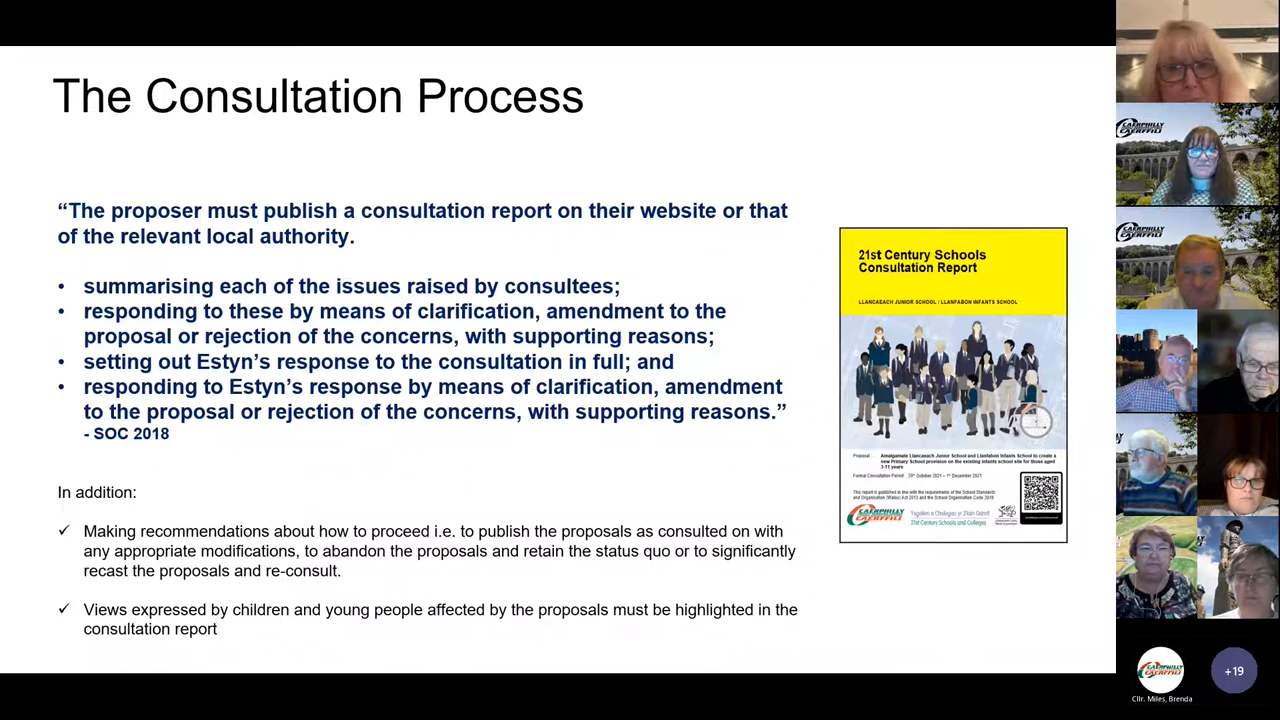 The Consultation Process
“The proposer must publish a consultation report on their website or that
of the relevant local authority.
• summarising each of the issues raised by consultees;
• responding to these by means of clarification, amendment to the
proposal or rejection of the concerns, with supporting reasons;
• setting out Estyn’s response to the consultation in full; and
• responding to Estyn’s response by means of clarification, amendment
to the proposal or rejection of the concerns, with supporting reasons.”
- SOC 2018
In addition:
✓ Making recommendations about how to proceed i.e. to publish the proposals as consulted on with
any appropriate modifications, to abandon the proposals and retain the status quo or to significantly
recast the proposals and re-consult.
✓ Views expressed by children and young people affected by the proposals must be highlighted in the
consultation report
21st Century Schools
Consultation Report
LLANCAEACH JUNIOR SCHOOL / LLANFABON INFANTS SCHOOL
Proposal : Amalgamate Llancaeach Junior School and Llanfabon Infants School to create a
new Primary School provision on the existing infants school site for those aged
3-11 years
Formal Consultation Period : 20th October 2021 – 1st December 2021
This report is published in line with the requirements of the School Standards
and Organisation (Wales) Act 2013 and the School Organisation Code 2018
CAERPHILLY
CAERFFILI
Ysgolion a Cholegau yr 21ain Ganrif
21st Century Schools and Colleges
CAERPHILLY
CAERFFILI
CAERPHILLY
CAERFFILI
CAERPHILLY
CAERFFILI
+19
Cllr. Miles, Brenda